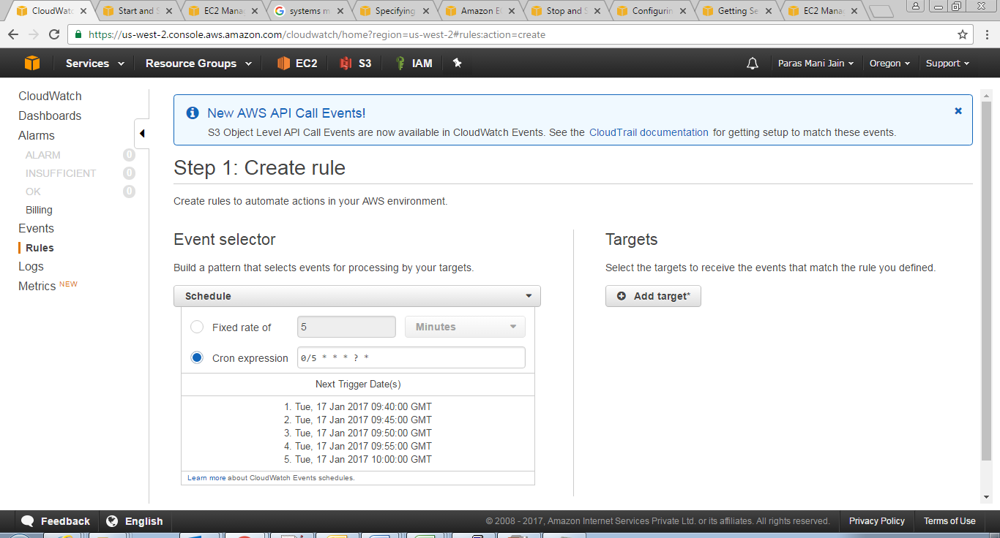 CloudWatc
Start and S
EC2 Mana
systems m
Specifying
Amazon E
Stop and S
Configurin
Getting Se
EC2 Mana
https://us-west-2.console.aws.amazon.com/cloudwatch/home?region=us-west-2#rules:action=create
Services Resource Groups EC2 S3 IAM Paras Mani Jain Oregon Support
CloudWatch
Dashboards
Alarms
ALARM 0
INSUFFICIENT 0
OK 0
Billing
Events
Rules
Logs
Metrics NEW
New AWS API Call Events!
S3 Object Level API Call Events are now available in CloudWatch Events. See the CloudTrail documentation for getting setup to match these events.
Step 1: Create rule
Create rules to automate actions in your AWS environment.
Event selector
Build a pattern that selects events for processing by your targets.
Schedule
Fixed rate of 5 Minutes
Cron expression 0/5 * * * ? *
Next Trigger Date(s)
1. Tue, 17 Jan 2017 09:40:00 GMT
2. Tue, 17 Jan 2017 09:45:00 GMT
3. Tue, 17 Jan 2017 09:50:00 GMT
4. Tue, 17 Jan 2017 09:55:00 GMT
5. Tue, 17 Jan 2017 10:00:00 GMT
Learn more about CloudWatch Events schedules.
Targets
Select the targets to receive the events that match the rule you defined.
Add target*
Feedback English © 2008 - 2017, Amazon Internet Services Private Ltd. or its affiliates. All rights reserved. Privacy Policy Terms of Use